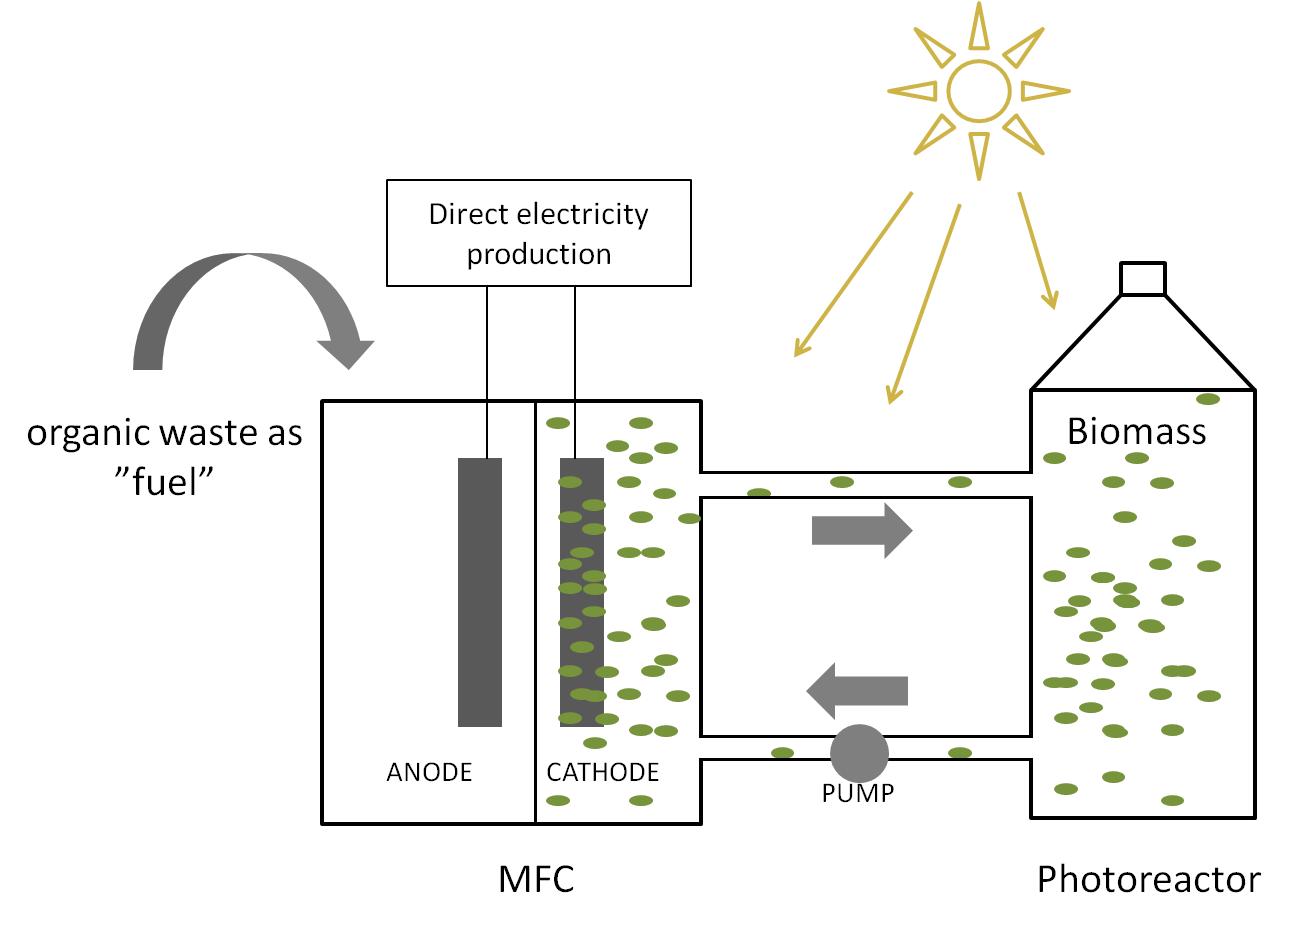 Direct electricity
production
organic waste as
”fuel”
Biomass
ANODE
CATHODE
PUMP
MFC
Photoreactor